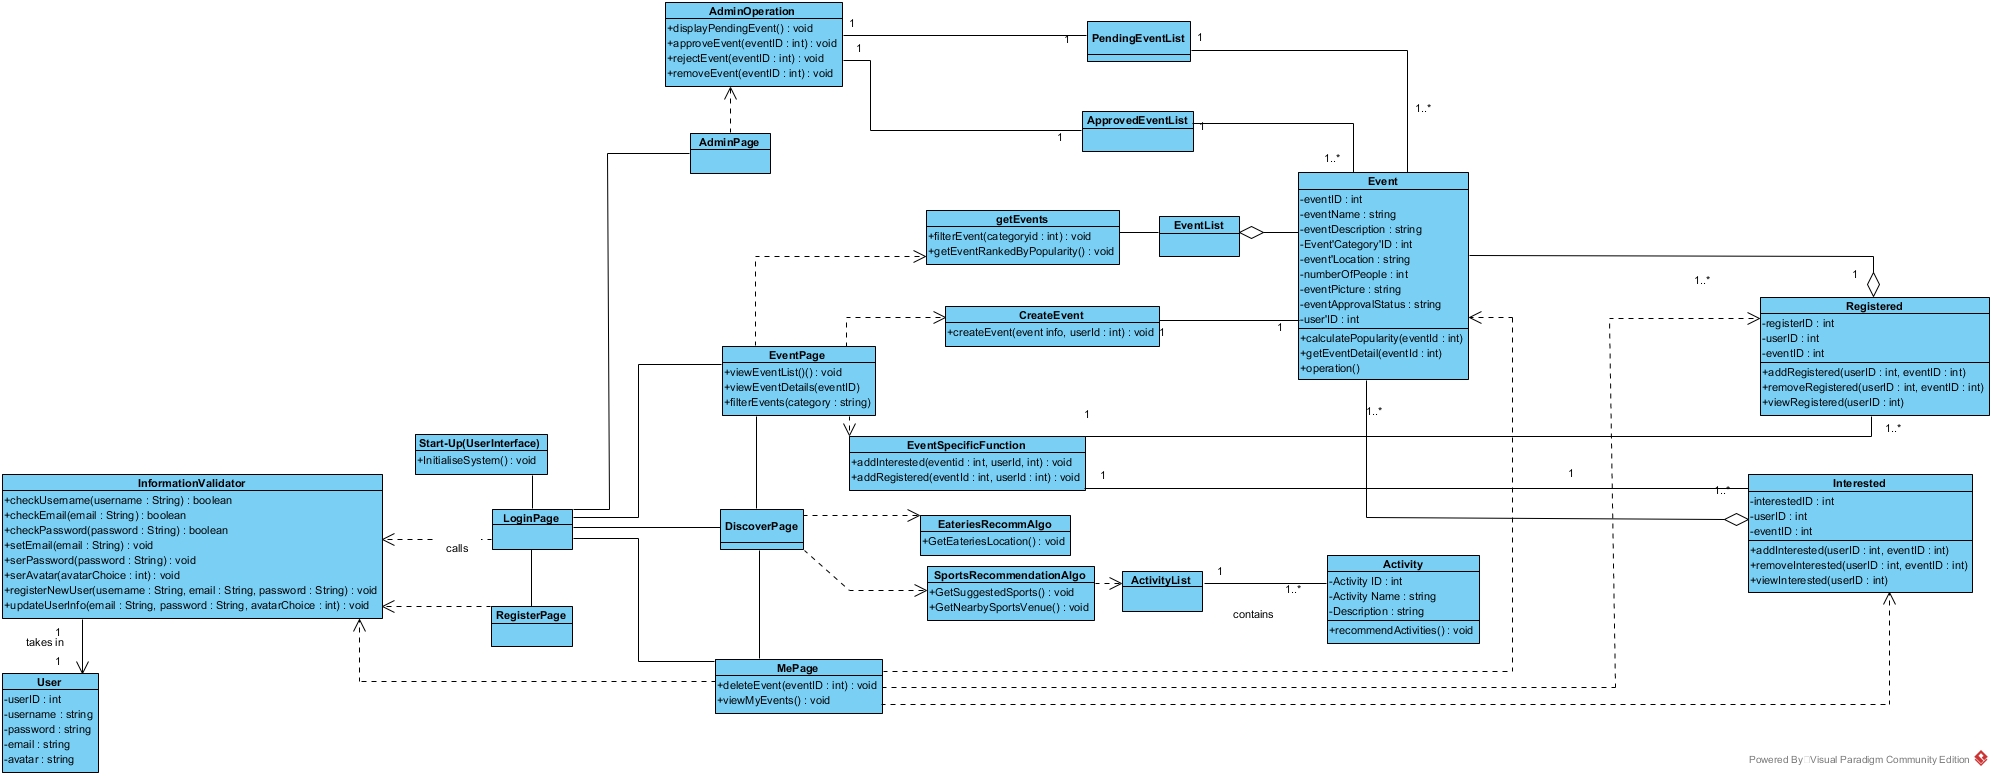 AdminOperation
+displayPendingEvent() : void
+approveEvent(eventID : int) : void
+rejectEvent(eventID : int) : void
+removeEvent(eventID : int) : void
1
1
1
1
PendingEventList
1
1..*
AdminPage
ApprovedEventList
1
1..*
Event
-eventID : int
-eventName : string
-eventDescription : string
-Event'Category'ID : int
-event'Location : string
-numberOfPeople : int
-eventPicture : string
-eventApprovalStatus : string
-user'ID : int
+calculatePopularity(eventId : int)
+getEventDetail(eventId : int)
+operation()
getEvents
+filterEvent(categoryid : int) : void
+getEventRankedByPopularity() : void
EventList
CreateEvent
+createEvent(event info, userId : int) : void
1
1
1..*
1
Registered
-registerID : int
-userID : int
-eventID : int
+addRegistered(userID : int, eventID : int)
+removeRegistered(userID : int, eventID : int)
+viewRegistered(userID : int)
1..*
EventPage
+viewEventList()() : void
+viewEventDetails(eventID)
+filterEvents(category : string)
1..*
1
EventSpecificFunction
+addInterested(eventid : int, userId, int) : void
+addRegistered(eventId : int, userId : int) : void
1
1
1..*
Interested
-interestedID : int
-userID : int
-eventID : int
+addInterested(userID : int, eventID : int)
+removeInterested(userID : int, eventID : int)
+viewInterested(userID : int)
Start-Up(UserInterface)
+InitialiseSystem() : void
InformationValidator
+checkUsername(username : String) : boolean
+checkEmail(email : String) : boolean
+checkPassword(password : String) : boolean
+setEmail(email : String) : void
+serPassword(password : String) : void
+serAvatar(avatarChoice : int) : void
+registerNewUser(username : String, email : String, password : String) : void
+updateUserInfo(email : String, password : String, avatarChoice : int) : void
calls
LoginPage
RegisterPage
DiscoverPage
EateriesRecommAlgo
+GetEateriesLocation() : void
SportsRecommendationAlgo
+GetSuggestedSports() : void
+GetNearbySportsVenue() : void
ActivityList
1
1..*
contains
Activity
-Activity ID : int
-Activity Name : string
-Description : string
+recommendActivities() : void
1
takes in
1
User
-userID : int
-username : string
-password : string
-email : string
-avatar : string
MePage
+deleteEvent(eventID : int) : void
+viewMyEvents() : void
Powered By Visual Paradigm Community Edition